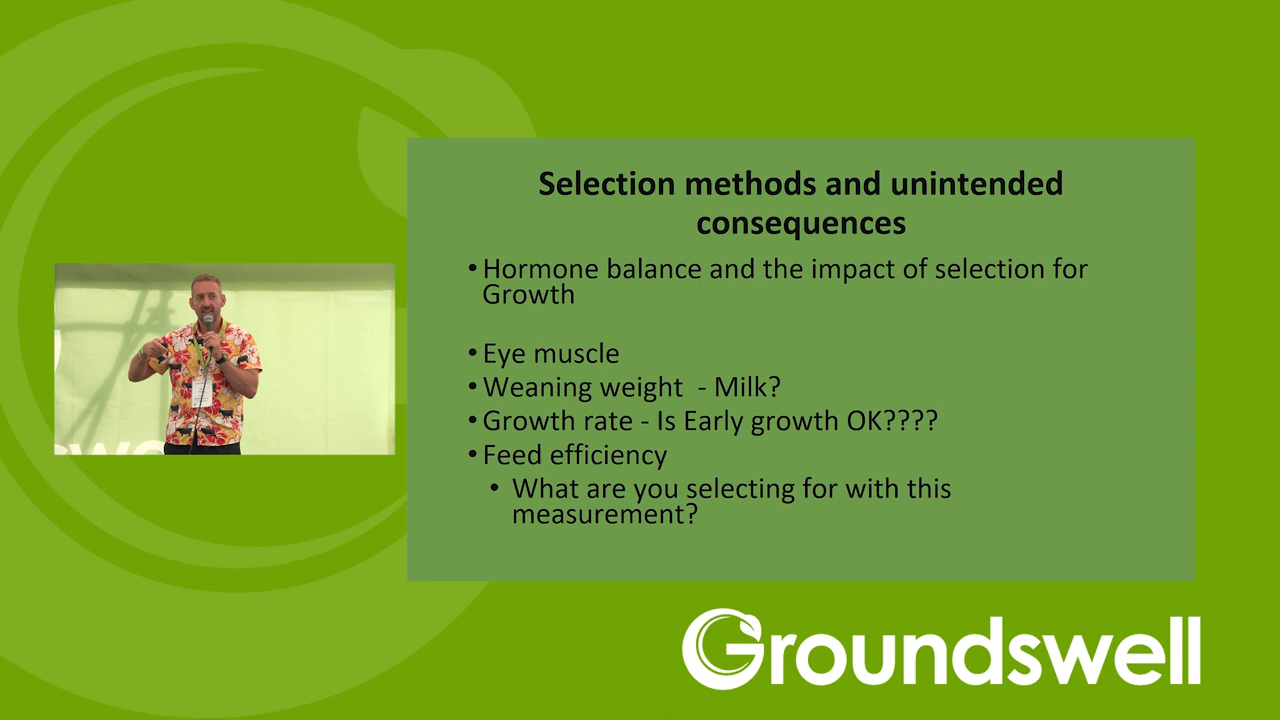 Selection methods and unintended
consequences
• Hormone balance and the impact of selection for
Growth
• Eye muscle
• Weaning weight - Milk?
• Growth rate - Is Early growth OK????
• Feed efficiency
• What are you selecting for with this
measurement?
Groundswell